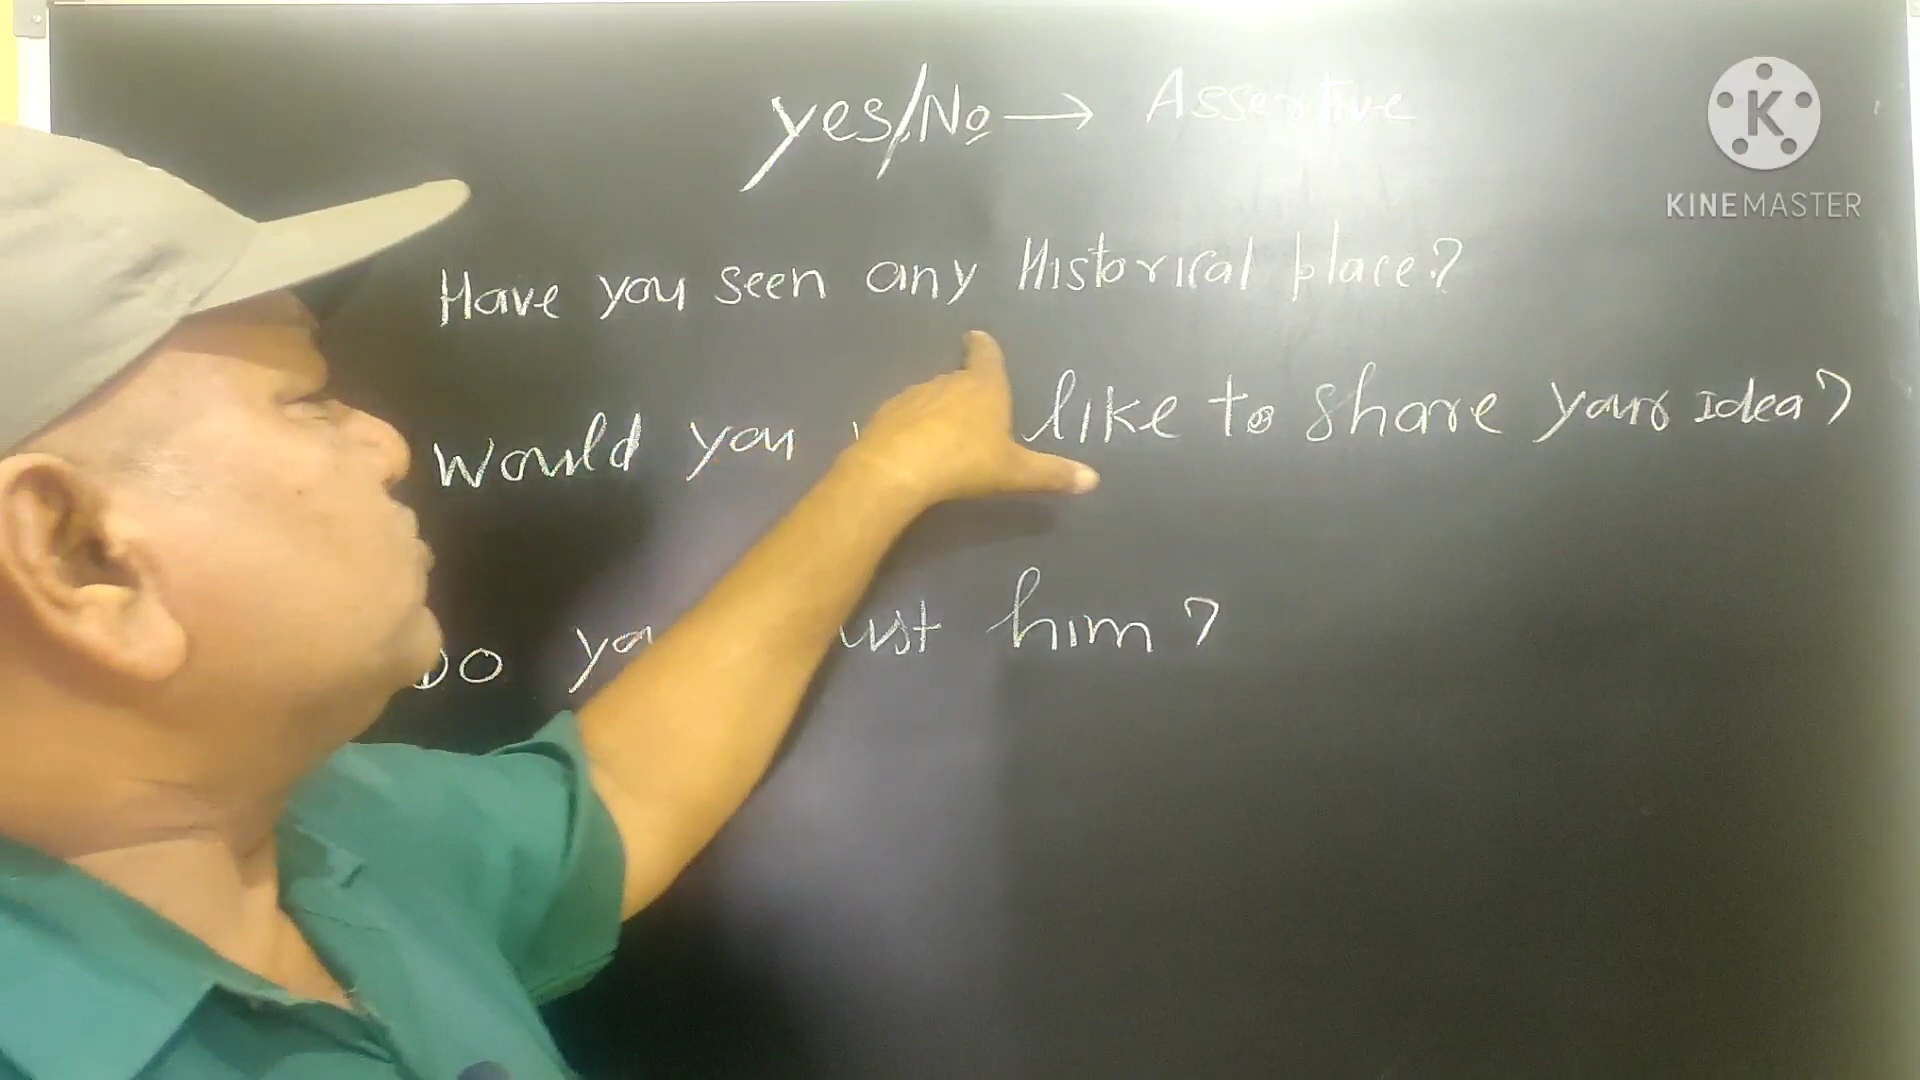 yes/No → Assertive
K
KINEMASTER
Have you seen any Historical place?
Would you like to share your idea?
Do him?